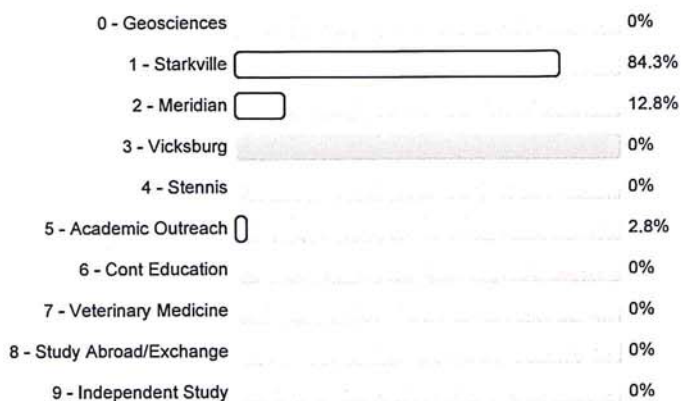 0 - Geosciences 0%
1 - Starkville 84.3%
2 - Meridian 12.8%
3 - Vicksburg 0%
4 - Stennis 0%
5 - Academic Outreach 2.8%
6 - Cont Education 0%
7 - Veterinary Medicine 0%
8 - Study Abroad/Exchange 0%
9 - Independent Study 0%